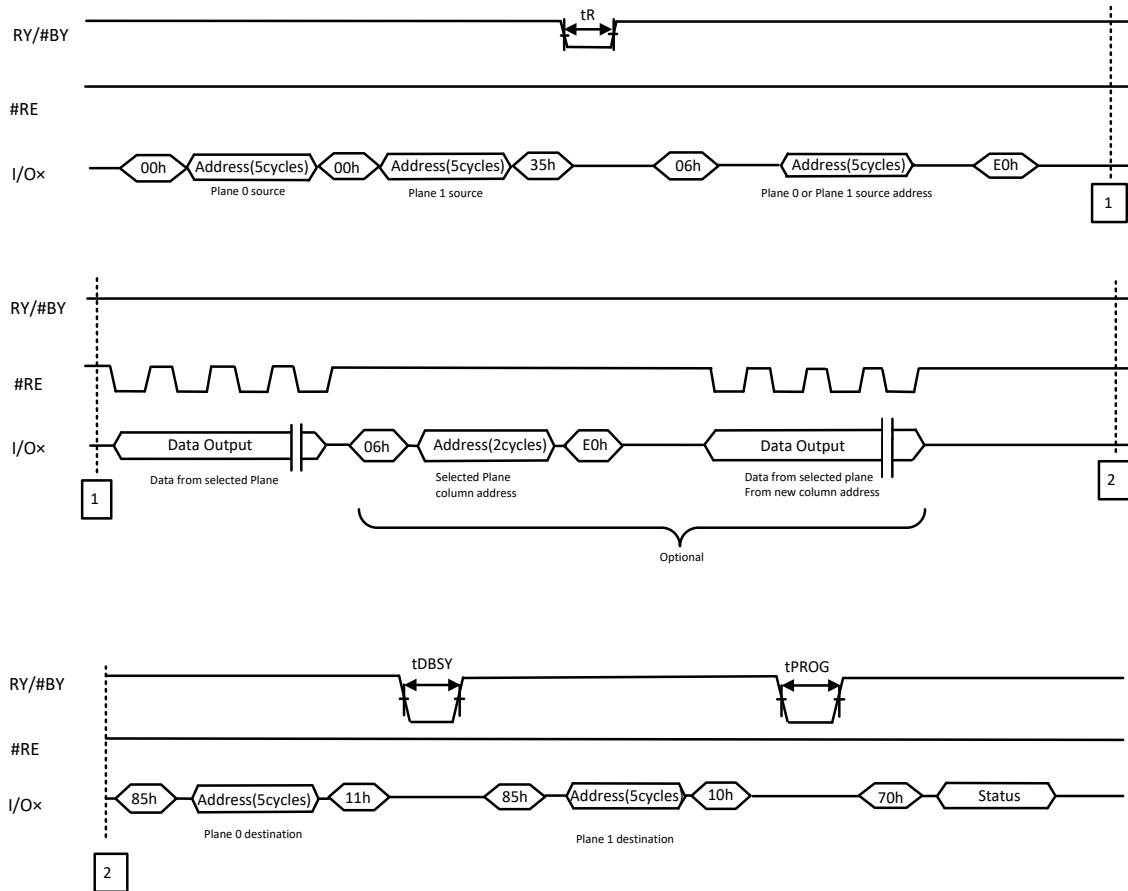 tR
RY/#BY
#RE
I/O×
00h
Address(5cycles)
00h
Address(5cycles)
35h
06h
Address(5cycles)
E0h
Plane 0 source
Plane 1 source
Plane 0 or Plane 1 source address
1
RY/#BY
#RE
I/O×
Data Output
06h
Address(2cycles)
E0h
Data Output
Data from selected Plane
Selected Plane
column address
Data from selected plane
From new column address
1
2
Optional
tDBSY
tPROG
RY/#BY
#RE
I/O×
85h
Address(5cycles)
11h
85h
Address(5cycles)
10h
70h
Status
Plane 0 destination
Plane 1 destination
2